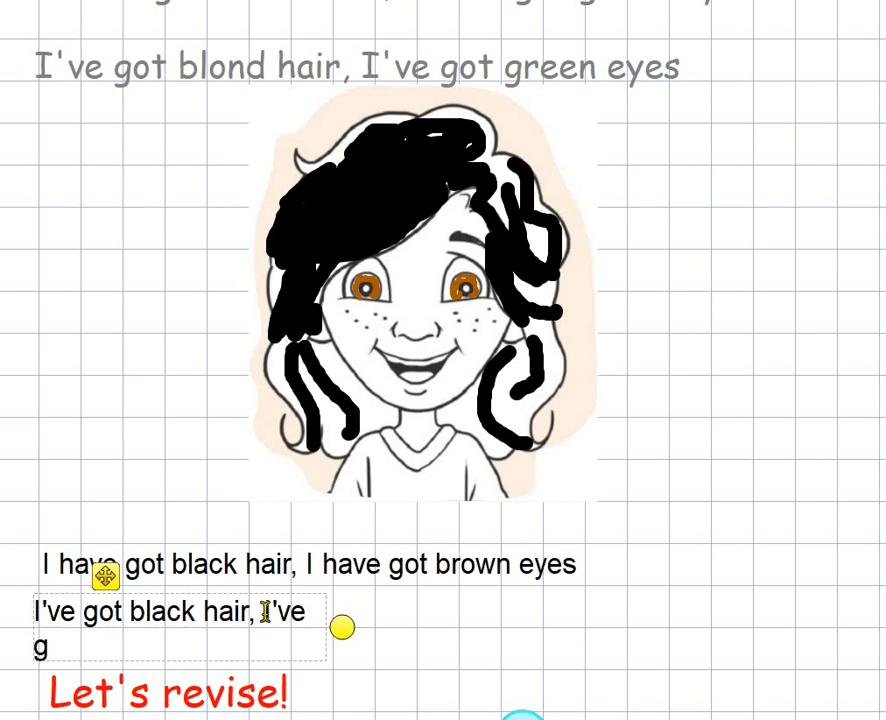 I've got blond hair, I've got green eyes
I have got black hair, I have got brown eyes
I've got black hair, I've
g
Let's revise!